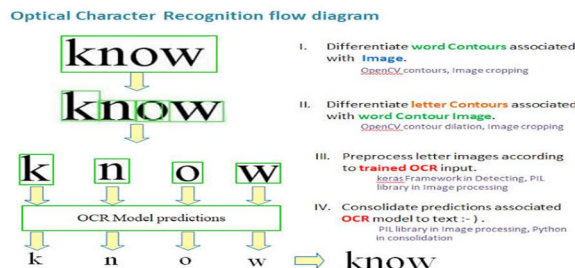 Optical Character Recognition flow diagram
know
know
k n o w
OCR Model predictions
k n o w know
I. Differentiate word Contours associated
with Image.
OpenCV contours, Image cropping
II. Differentiate letter Contours associated
with word Contour Image.
OpenCV contour dilation, Image cropping
III. Preprocess letter images according
to trained OCR input.
keras Framework in Detecting, PIL
library in Image processing
IV. Consolidate predictions associated
OCR model to text :- ) .
PIL library in Image processing, Python
in consolidation